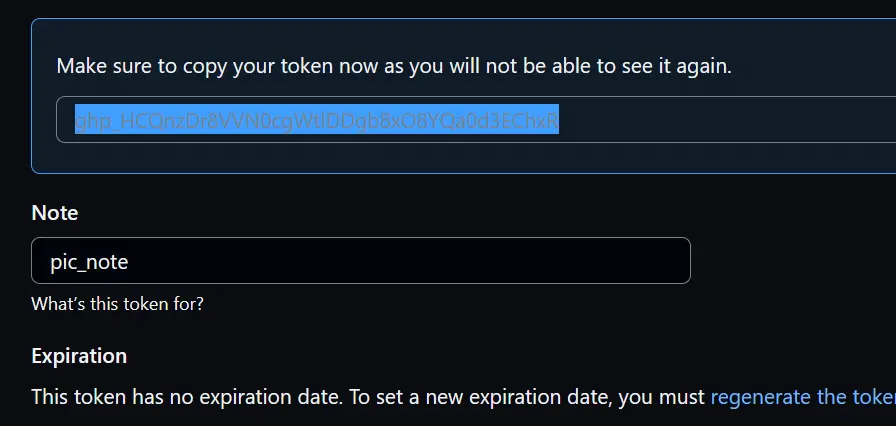 Make sure to copy your token now as you will not be able to see it again.
Note
pic_note
What's this token for?
Expiration
This token has no expiration date. To set a new expiration date, you must regenerate the